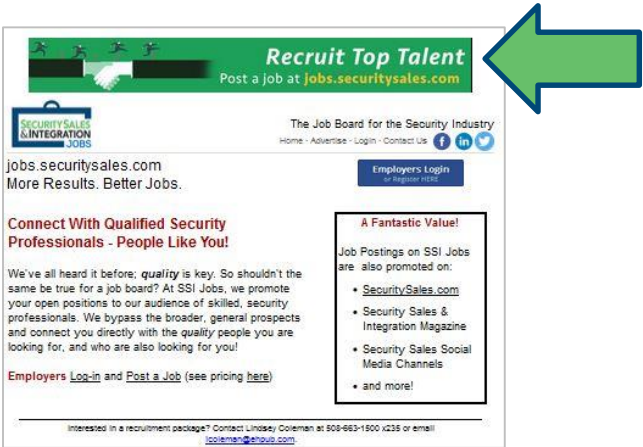 Recruit Top Talent
Post a job at jobs.securitysales.com
SECURITY SALES
& INTEGRATION
JOBS
The Job Board for the Security Industry
Home - Advertise - Login - Contact Us
jobs.securitysales.com
More Results. Better Jobs.
Employers Login
or Register HERE
Connect With Qualified Security
Professionals - People Like You!
We've all heard it before; quality is key. So shouldn't the
same be true for a job board? At SSI Jobs, we promote
your open positions to our audience of skilled, security
professionals. We bypass the broader, general prospects
and connect you directly with the quality people you are
looking for, and who are also looking for you!
Employers Log-in and Post a Job (see pricing here)
A Fantastic Value!
Job Postings on SSI Jobs
are also promoted on:
• SecuritySales.com
• Security Sales &
Integration Magazine
• Security Sales Social
Media Channels
• and more!
Interested in a recruitment package? Contact Lindsey Coleman at 508-663-1500 x235 or email
lcoleman@ehpub.com.